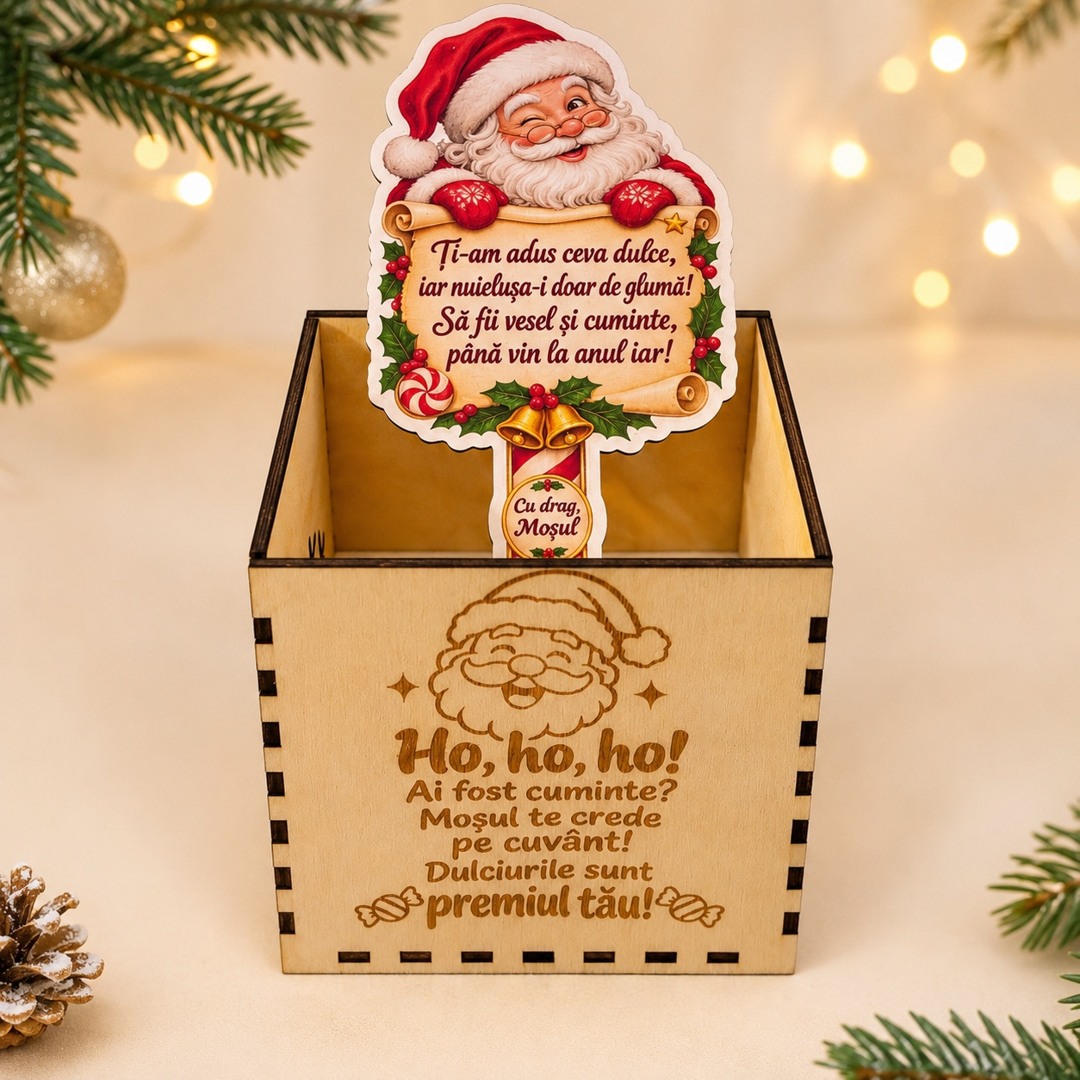 Ți-am adus ceva dulce,
iar nuielușa-i doar de glumă!
Să fii vesel și cuminte,
până vin la anul iar!
Cu drag,
Moșul
Ho, ho, ho!
Ai fost cuminte?
Moșul te crede
pe cuvânt!
Dulciurile sunt
premiul tău!